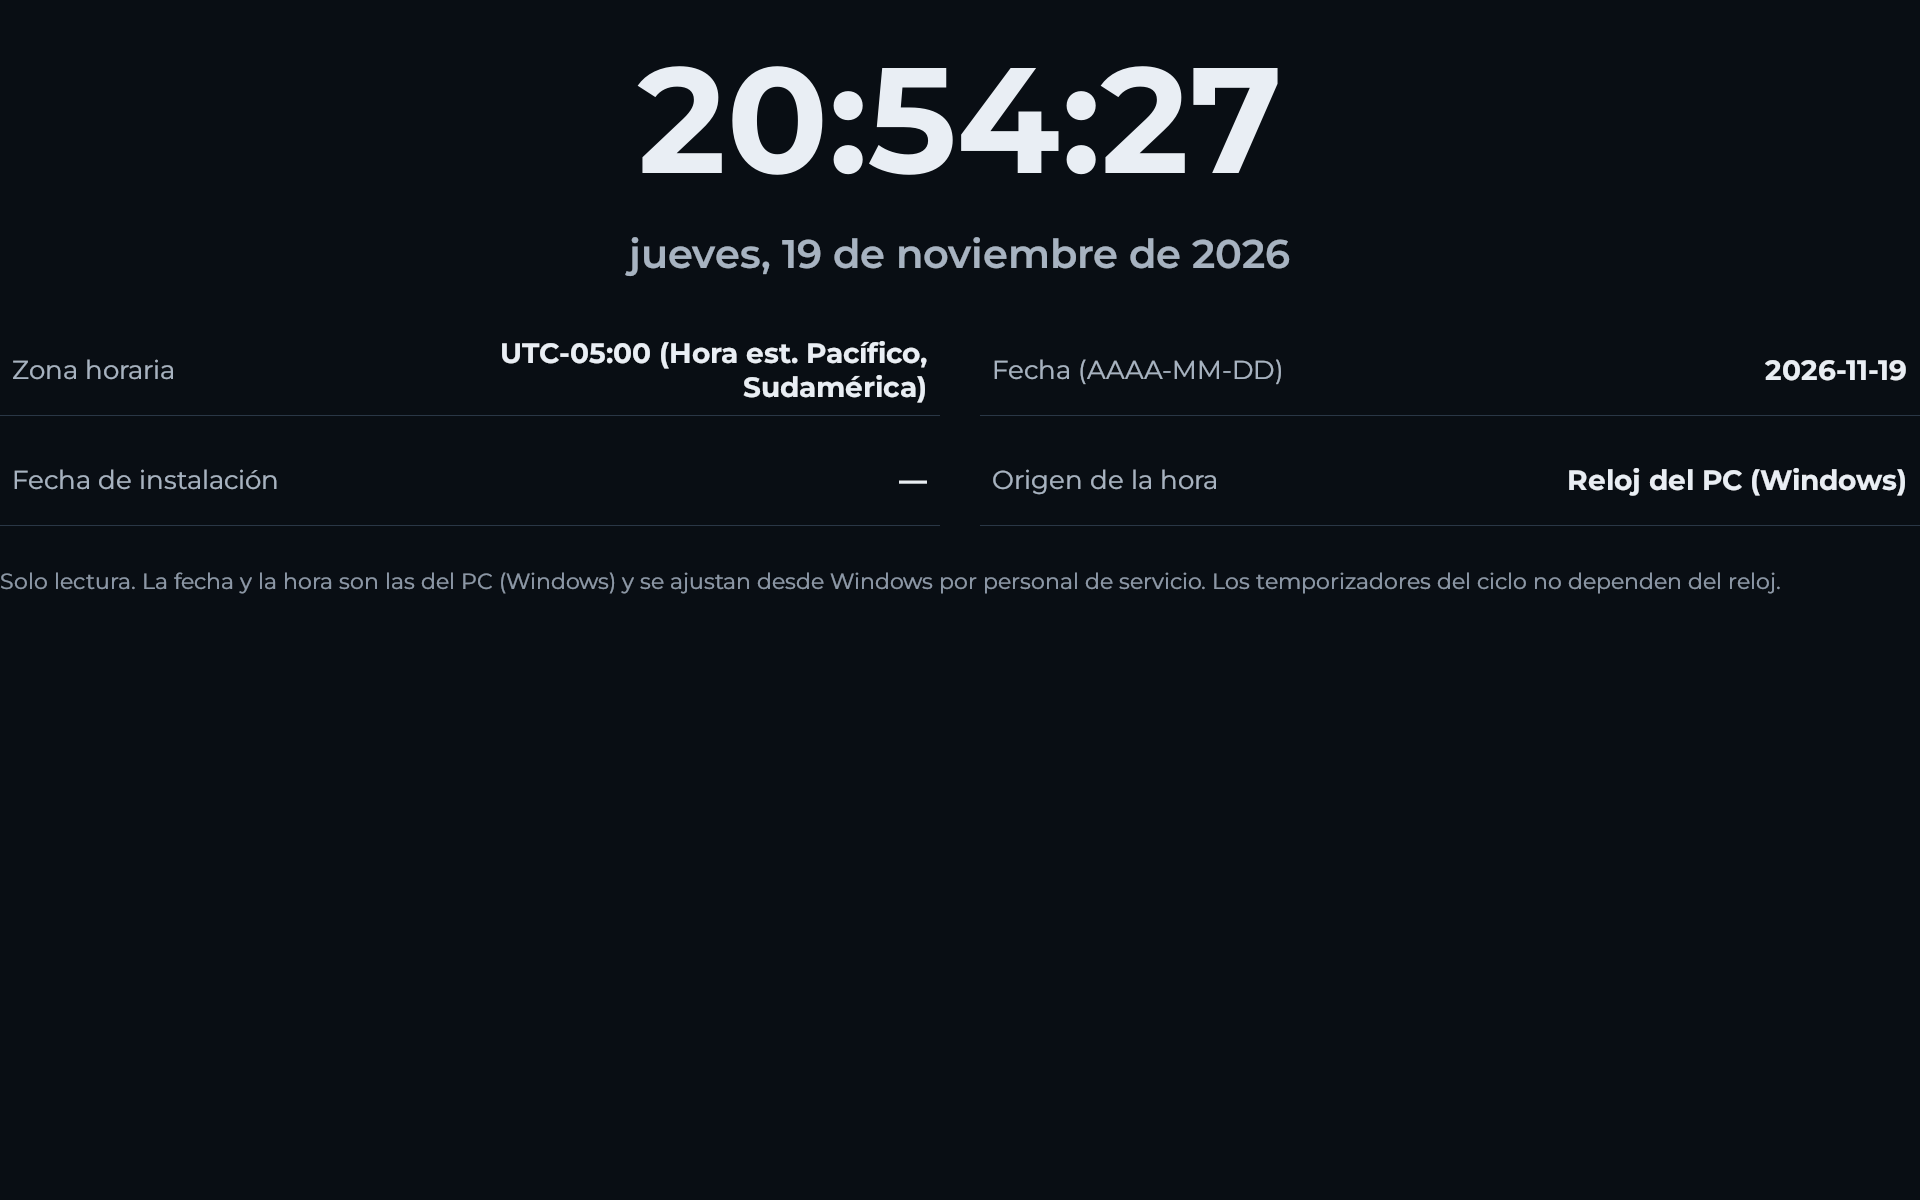 20:54:27
jueves, 19 de noviembre de 2026
Zona horaria
UTC-05:00 (Hora est. Pacífico,
Sudamérica)
Fecha (AAAA-MM-DD)
2026-11-19
Fecha de instalación
—
Origen de la hora
Reloj del PC (Windows)
Solo lectura. La fecha y la hora son las del PC (Windows) y se ajustan desde Windows por personal de servicio. Los temporizadores del ciclo no dependen del reloj.